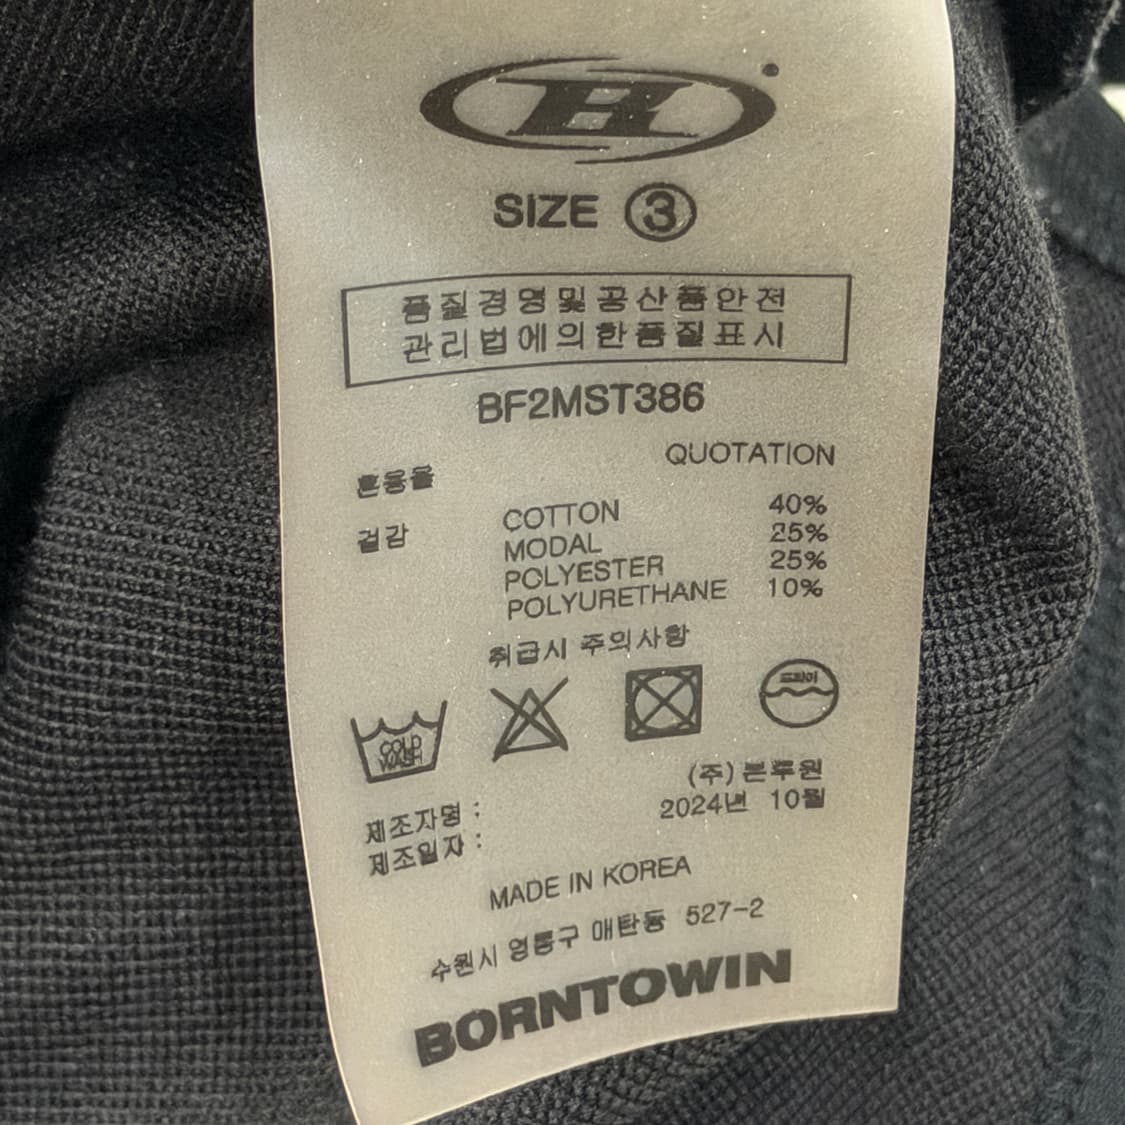 B
SIZE 3
품질경영및공산품안전
관리법에의한품질표시
BF2MST386
QUOTATION
혼용율
겉감
COTTON 40%
MODAL 25%
POLYESTER 25%
POLYURETHANE 10%
취급시 주의사항
COLD
WASH
드라이
제조자명 : (주)본투윈
제조일자 : 2024년 10월
MADE IN KOREA
수원시 영통구 매탄동 527-2
BORNTOWIN